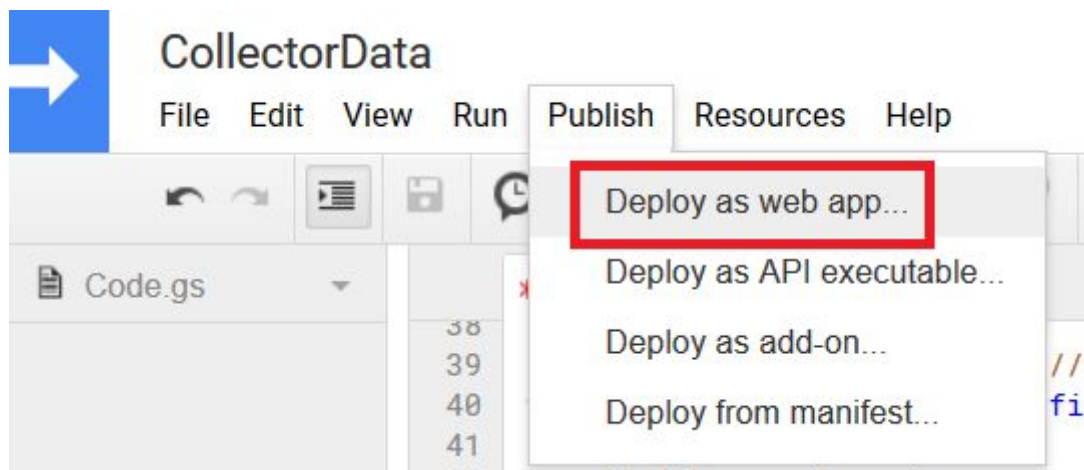 CollectorData
File Edit View Run Publish Resources Help
Deploy as web app...
Code.gs
Deploy as API executable...
38
39 //
Deploy as add-on...
40 fi
Deploy from manifest...
41